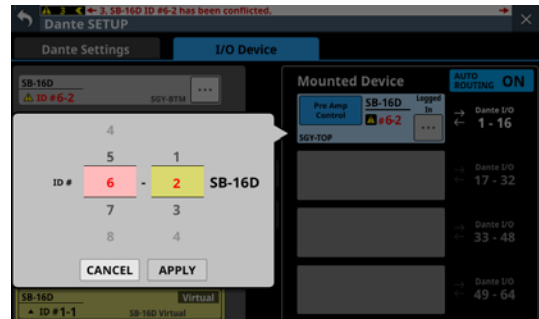 3 ← 3. SB-16D ID #6-2 has been conflicted. →
Dante SETUP
Dante Settings
I/O Device
SB-16D
ID #6-2
SGY-BTM
...
4
5 1
ID # 6 - 2 SB-16D
7 3
8 4
CANCEL APPLY
SB-16D
Virtual
ID #1-1
SB-16D Virtual
Mounted Device
AUTO
ROUTING ON
Pre Amp
Control
SB-16D
Logged
In
#6-2
...
SGY-TOP
Dante I/O
1 - 16
Dante I/O
17 - 32
Dante I/O
33 - 48
Dante I/O
49 - 64